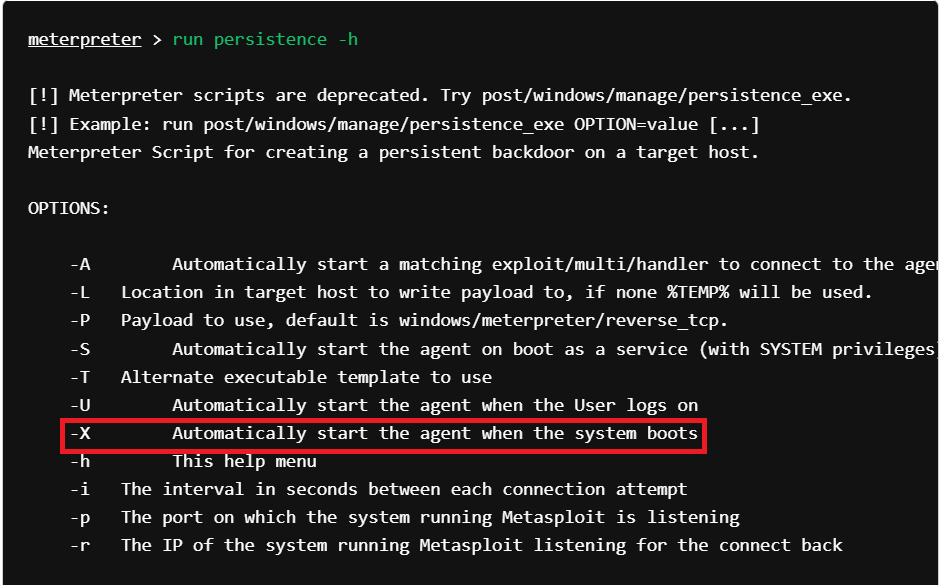 meterpreter > run persistence -h
[!] Meterpreter scripts are deprecated. Try post/windows/manage/persistence_exe.
[!] Example: run post/windows/manage/persistence_exe OPTION=value [...]
Meterpreter Script for creating a persistent backdoor on a target host.
OPTIONS:
-A Automatically start a matching exploit/multi/handler to connect to the
-L Location in target host to write payload to, if none %TEMP% will be used.
-P Payload to use, default is windows/meterpreter/reverse_tcp.
-S Automatically start the agent on boot as a service (with SYSTEM privileges)
-T Alternate executable template to use
-U Automatically start the agent when the User logs on
-X Automatically start the agent when the system boots
-h This help menu
-i The interval in seconds between each connection attempt
-p The port on which the system running Metasploit is listening
-r The IP of the system running Metasploit listening for the connect back